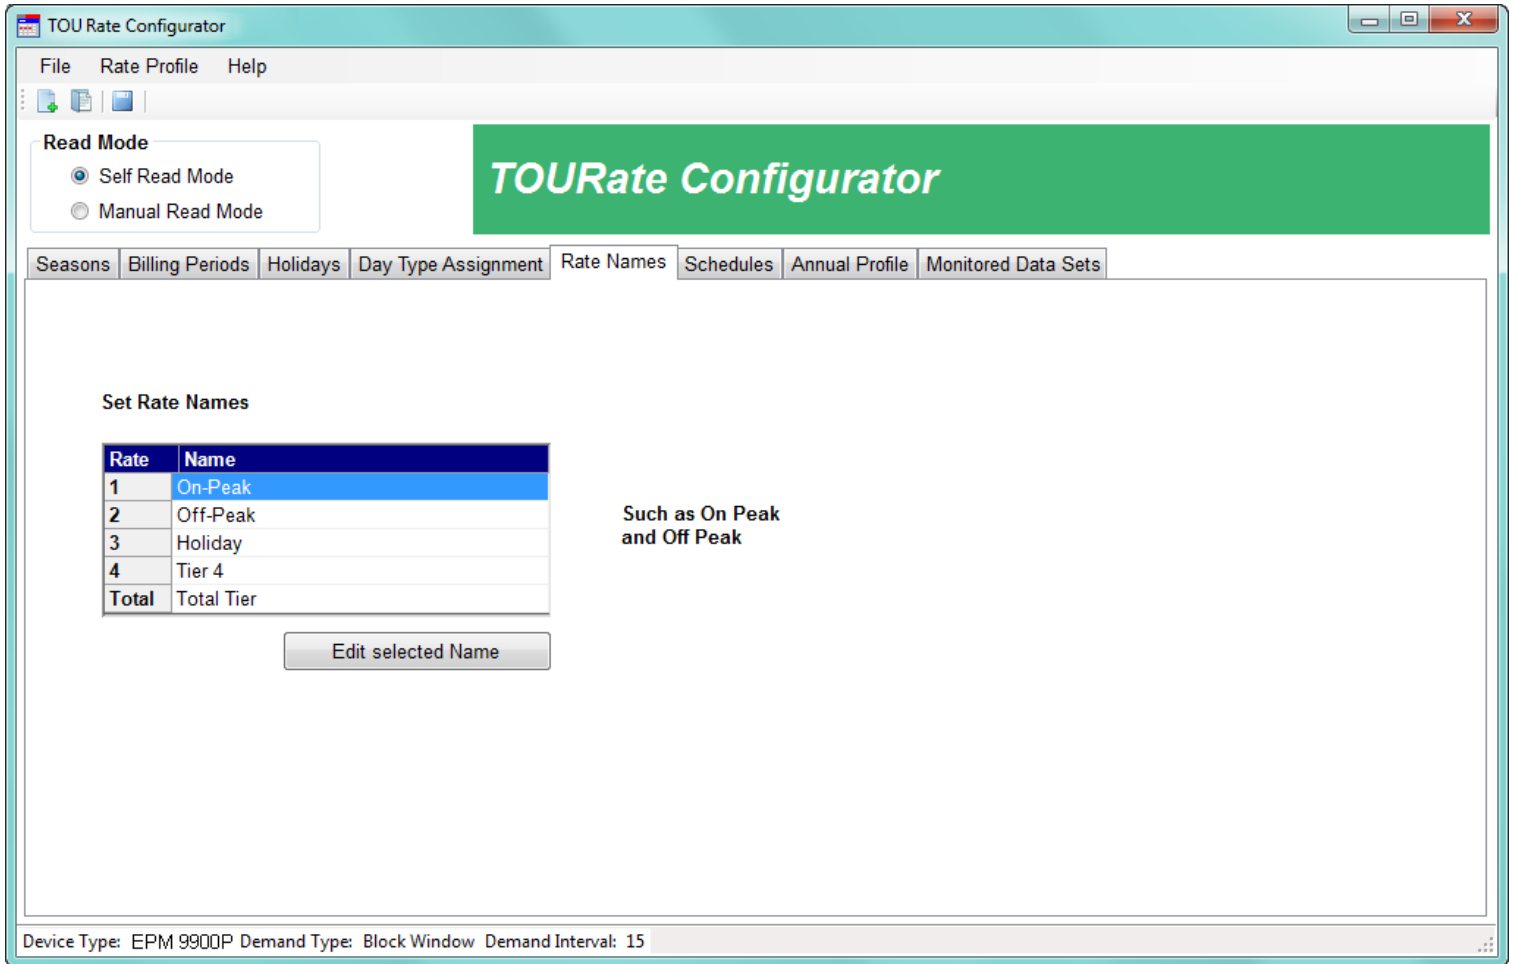 TOU Rate Configurator
File Rate Profile Help
Read Mode
Self Read Mode
Manual Read Mode
TOURate Configurator
Seasons Billing Periods Holidays Day Type Assignment Rate Names Schedules Annual Profile Monitored Data Sets
Set Rate Names
Rate Name
1 On-Peak
2 Off-Peak
3 Holiday
4 Tier 4
Total Total Tier
Such as On Peak
and Off Peak
Edit selected Name
Device Type: EPM 9900P Demand Type: Block Window Demand Interval: 15